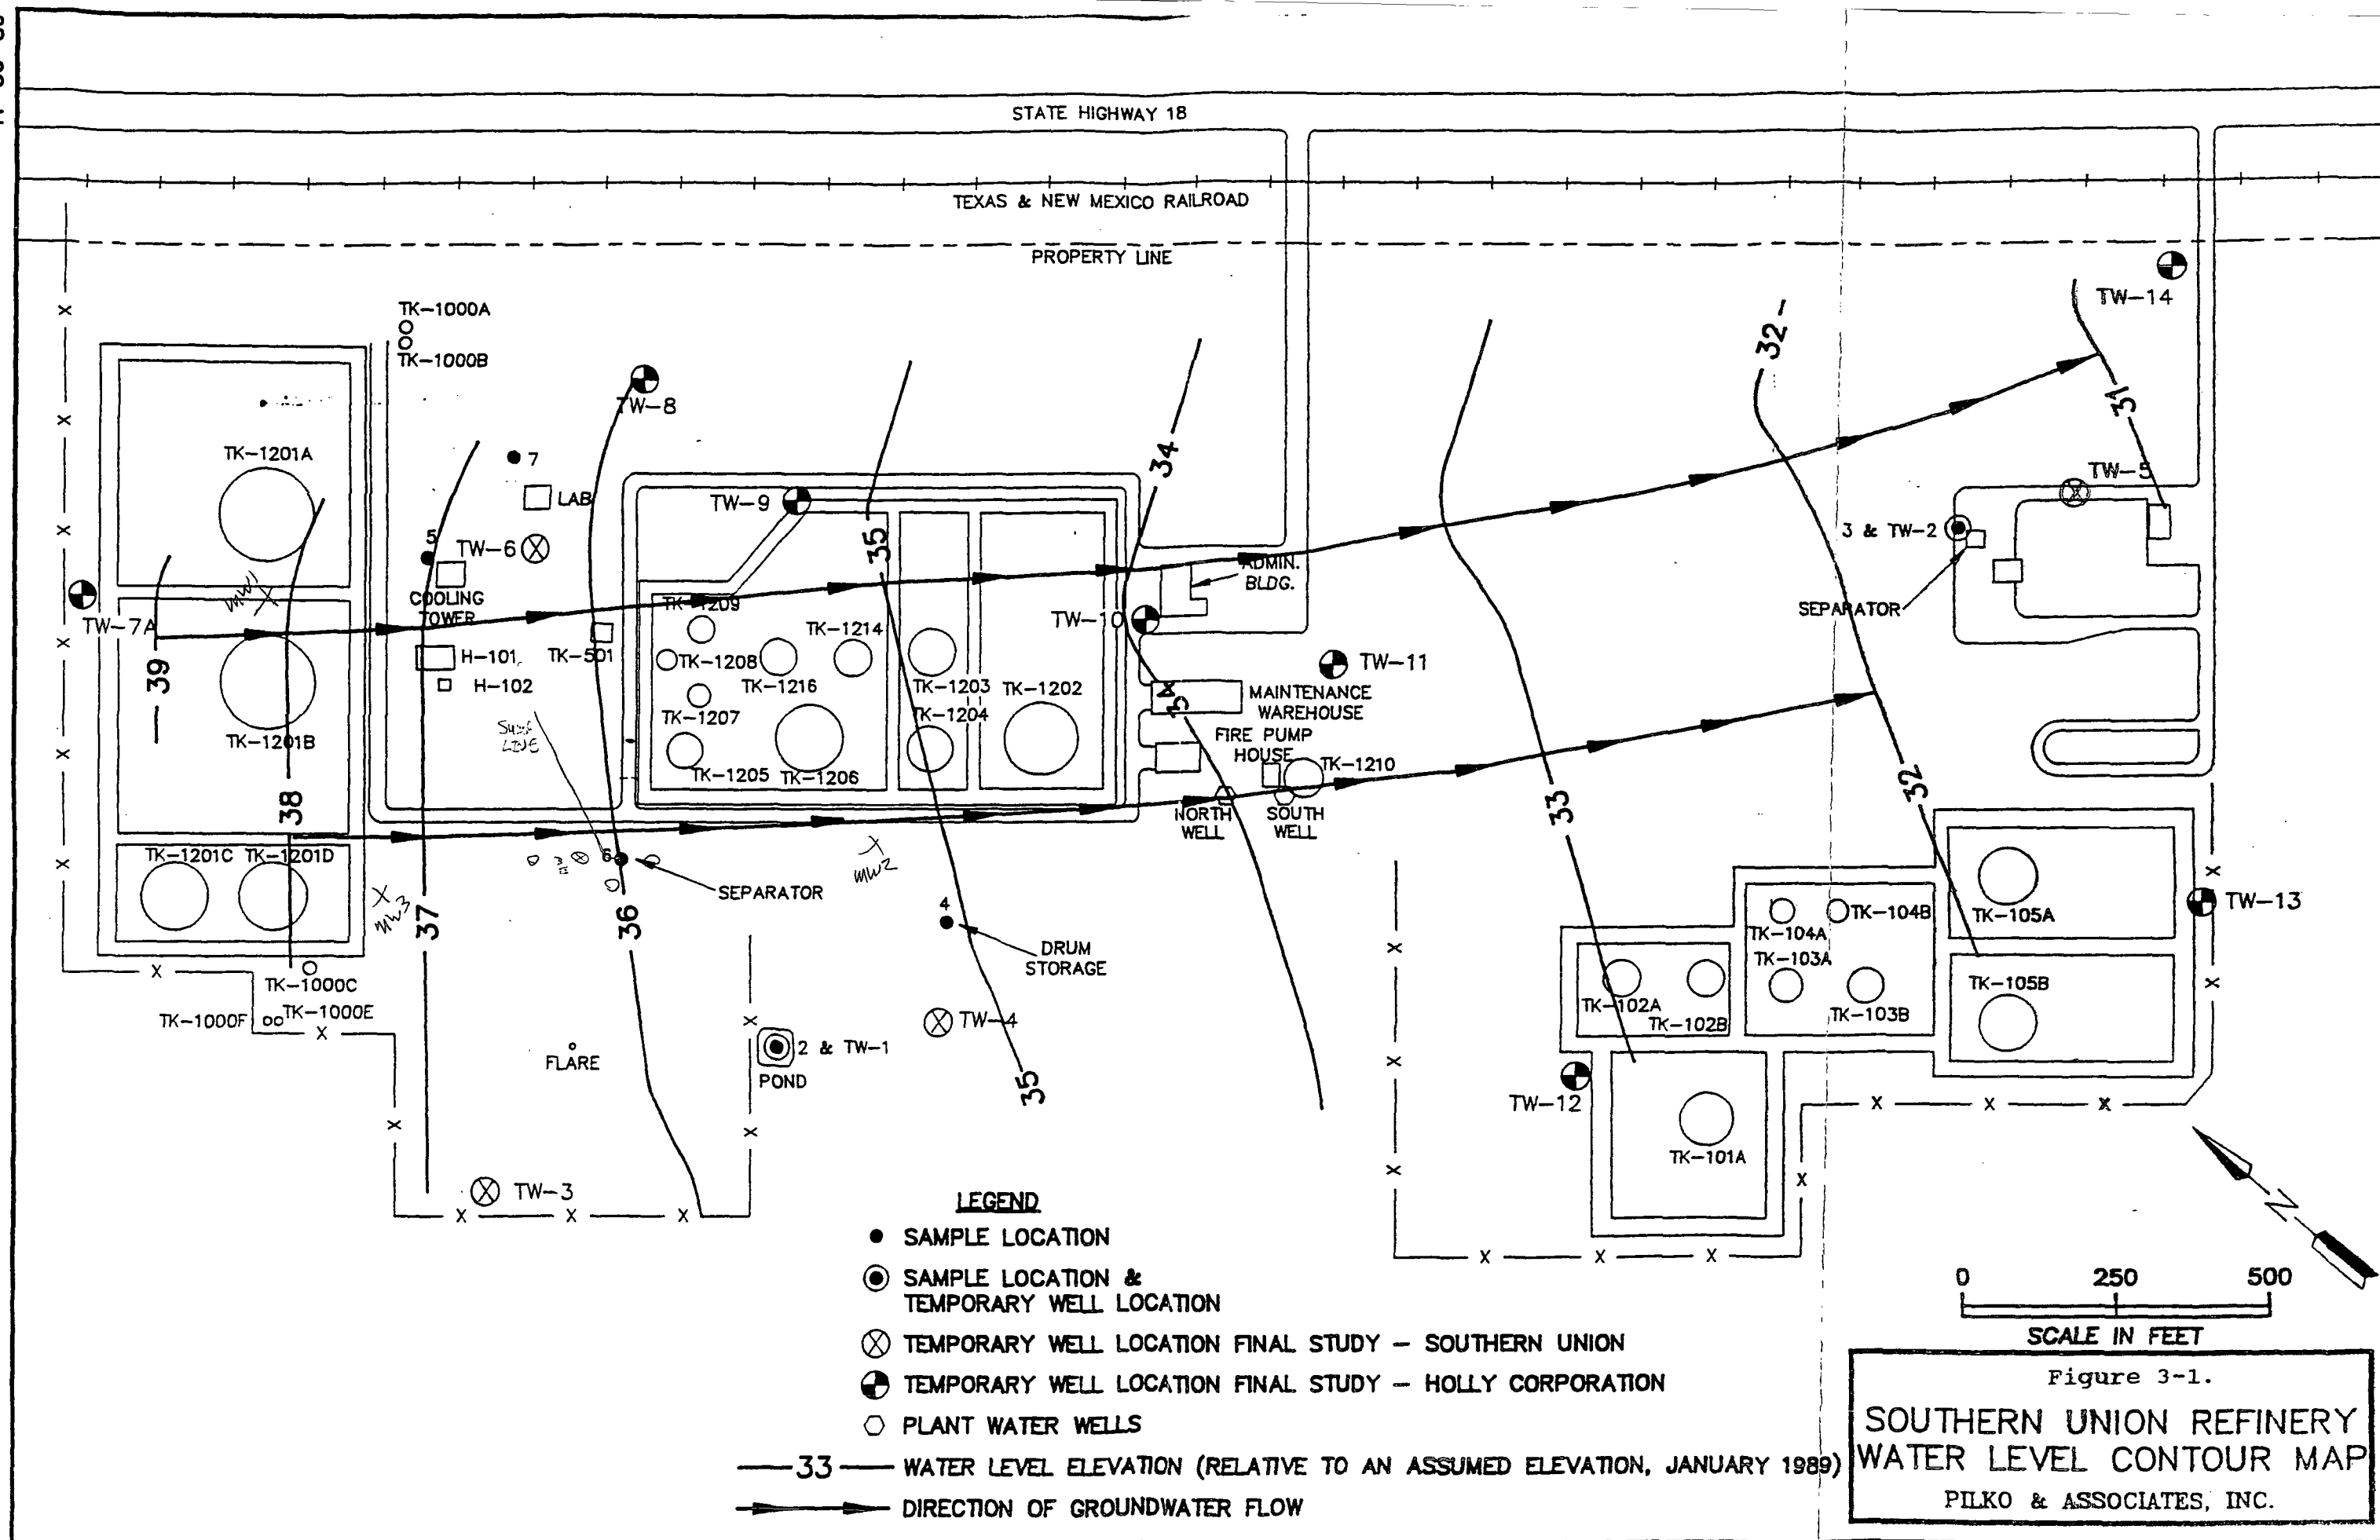 STATE HIGHWAY 18
TEXAS & NEW MEXICO RAILROAD
PROPERTY LINE
TW-14
TK-1000A
TK-1000B
32
TW-8
31
TK-1201A
7
34
LAB
TW-9
TW-5
5
TW-6
35
3 & TW-2
ADMIN.
BLDG.
MW1
COOLING
TOWER
TK-1209
SEPARATOR
TW-7A
TW-10
TK-1214
H-101
TK-501
TK-1208
TW-11
39
H-102
TK-1216
TK-1203
TK-1202
MAINTENANCE
WAREHOUSE
34
TK-1207
TK-1204
TK-1201B
FIRE PUMP
HOUSE
LINE
TK-1205
TK-1206
TK-1210
38
33
32
NORTH
WELL
SOUTH
WELL
TK-1201C
TK-1201D
6
MW2
SEPARATOR
MW3
37
36
4
TK-104B
TK-105A
TW-13
TK-104A
DRUM
STORAGE
TK-103A
TK-1000C
TK-105B
TK-102A
TK-1000F
TK-1000E
TW-4
TK-102B
TK-103B
FLARE
2 & TW-1
POND
35
TW-12
TK-101A
TW-3
N
LEGEND
SAMPLE LOCATION
SAMPLE LOCATION &
TEMPORARY WELL LOCATION
TEMPORARY WELL LOCATION FINAL STUDY - SOUTHERN UNION
TEMPORARY WELL LOCATION FINAL STUDY - HOLLY CORPORATION
PLANT WATER WELLS
33 WATER LEVEL ELEVATION (RELATIVE TO AN ASSUMED ELEVATION, JANUARY 1989)
DIRECTION OF GROUNDWATER FLOW
0 250 500
SCALE IN FEET
Figure 3-1.
SOUTHERN UNION REFINERY
WATER LEVEL CONTOUR MAP
PILKO & ASSOCIATES, INC.